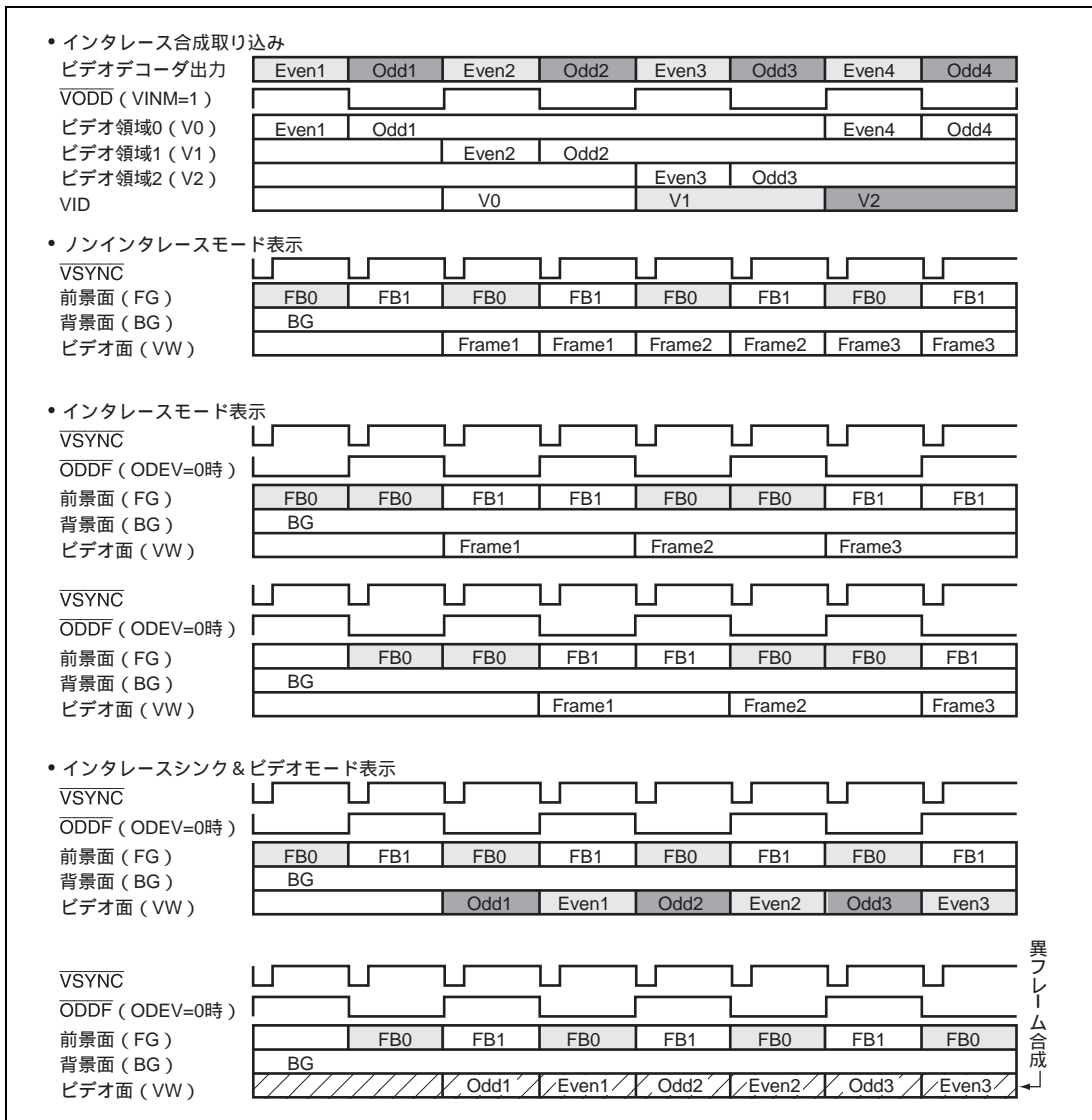 • インタレース合成取り込み
ビデオデコーダ出力 Even1 Odd1 Even2 Odd2 Even3 Odd3 Even4 Odd4
VODD（VINM=1）
ビデオ領域0（V0） Even1 Odd1 Even4 Odd4
ビデオ領域1（V1） Even2 Odd2
ビデオ領域2（V2） Even3 Odd3
VID V0 V1 V2
• ノンインタレースモード表示
VSYNC
前景面（FG） FB0 FB1 FB0 FB1 FB0 FB1 FB0 FB1
背景面（BG） BG
ビデオ面（VW） Frame1 Frame1 Frame2 Frame2 Frame3 Frame3
• インタレースモード表示
VSYNC
ODDF（ODEV=0時）
前景面（FG） FB0 FB0 FB1 FB1 FB0 FB0 FB1 FB1
背景面（BG） BG
ビデオ面（VW） Frame1 Frame2 Frame3
VSYNC
ODDF（ODEV=0時）
前景面（FG） FB0 FB0 FB1 FB1 FB0 FB0 FB1
背景面（BG） BG
ビデオ面（VW） Frame1 Frame2 Frame3
• インタレースシンク＆ビデオモード表示
VSYNC
ODDF（ODEV=0時）
前景面（FG） FB0 FB1 FB0 FB1 FB0 FB1 FB0 FB1
背景面（BG） BG
ビデオ面（VW） Odd1 Even1 Odd2 Even2 Odd3 Even3
VSYNC
ODDF（ODEV=0時）
前景面（FG） FB0 FB1 FB0 FB1 FB0 FB1 FB0
背景面（BG） BG
ビデオ面（VW） Odd1 Even1 Odd2 Even2 Odd3 Even3
異フレーム合成